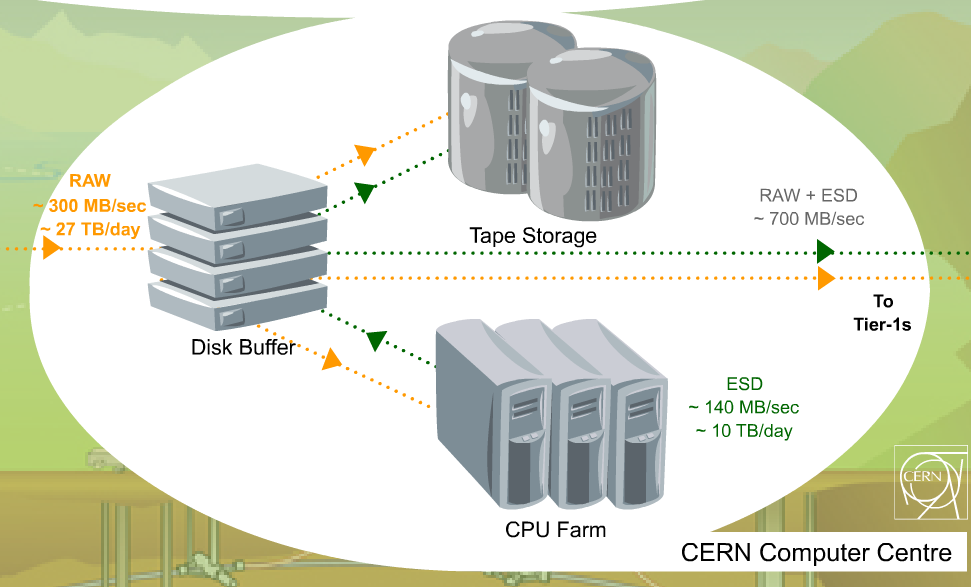 RAW
~ 300 MB/sec
~ 27 TB/day
Tape Storage
RAW + ESD
~ 700 MB/sec
To
Tier-1s
Disk Buffer
ESD
~ 140 MB/sec
~ 10 TB/day
CPU Farm
CERN
CERN Computer Centre